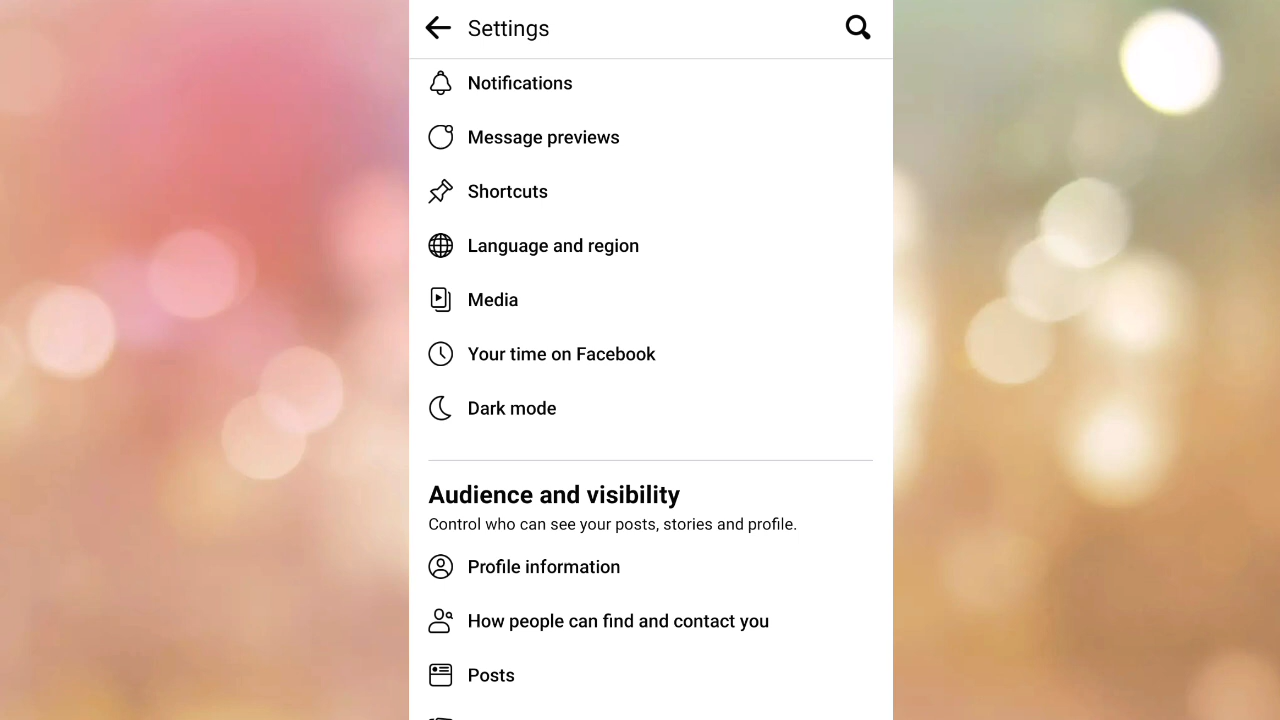 Settings
Notifications
Message previews
Shortcuts
Language and region
Media
Your time on Facebook
Dark mode
Audience and visibility
Control who can see your posts, stories and profile.
Profile information
How people can find and contact you
Posts